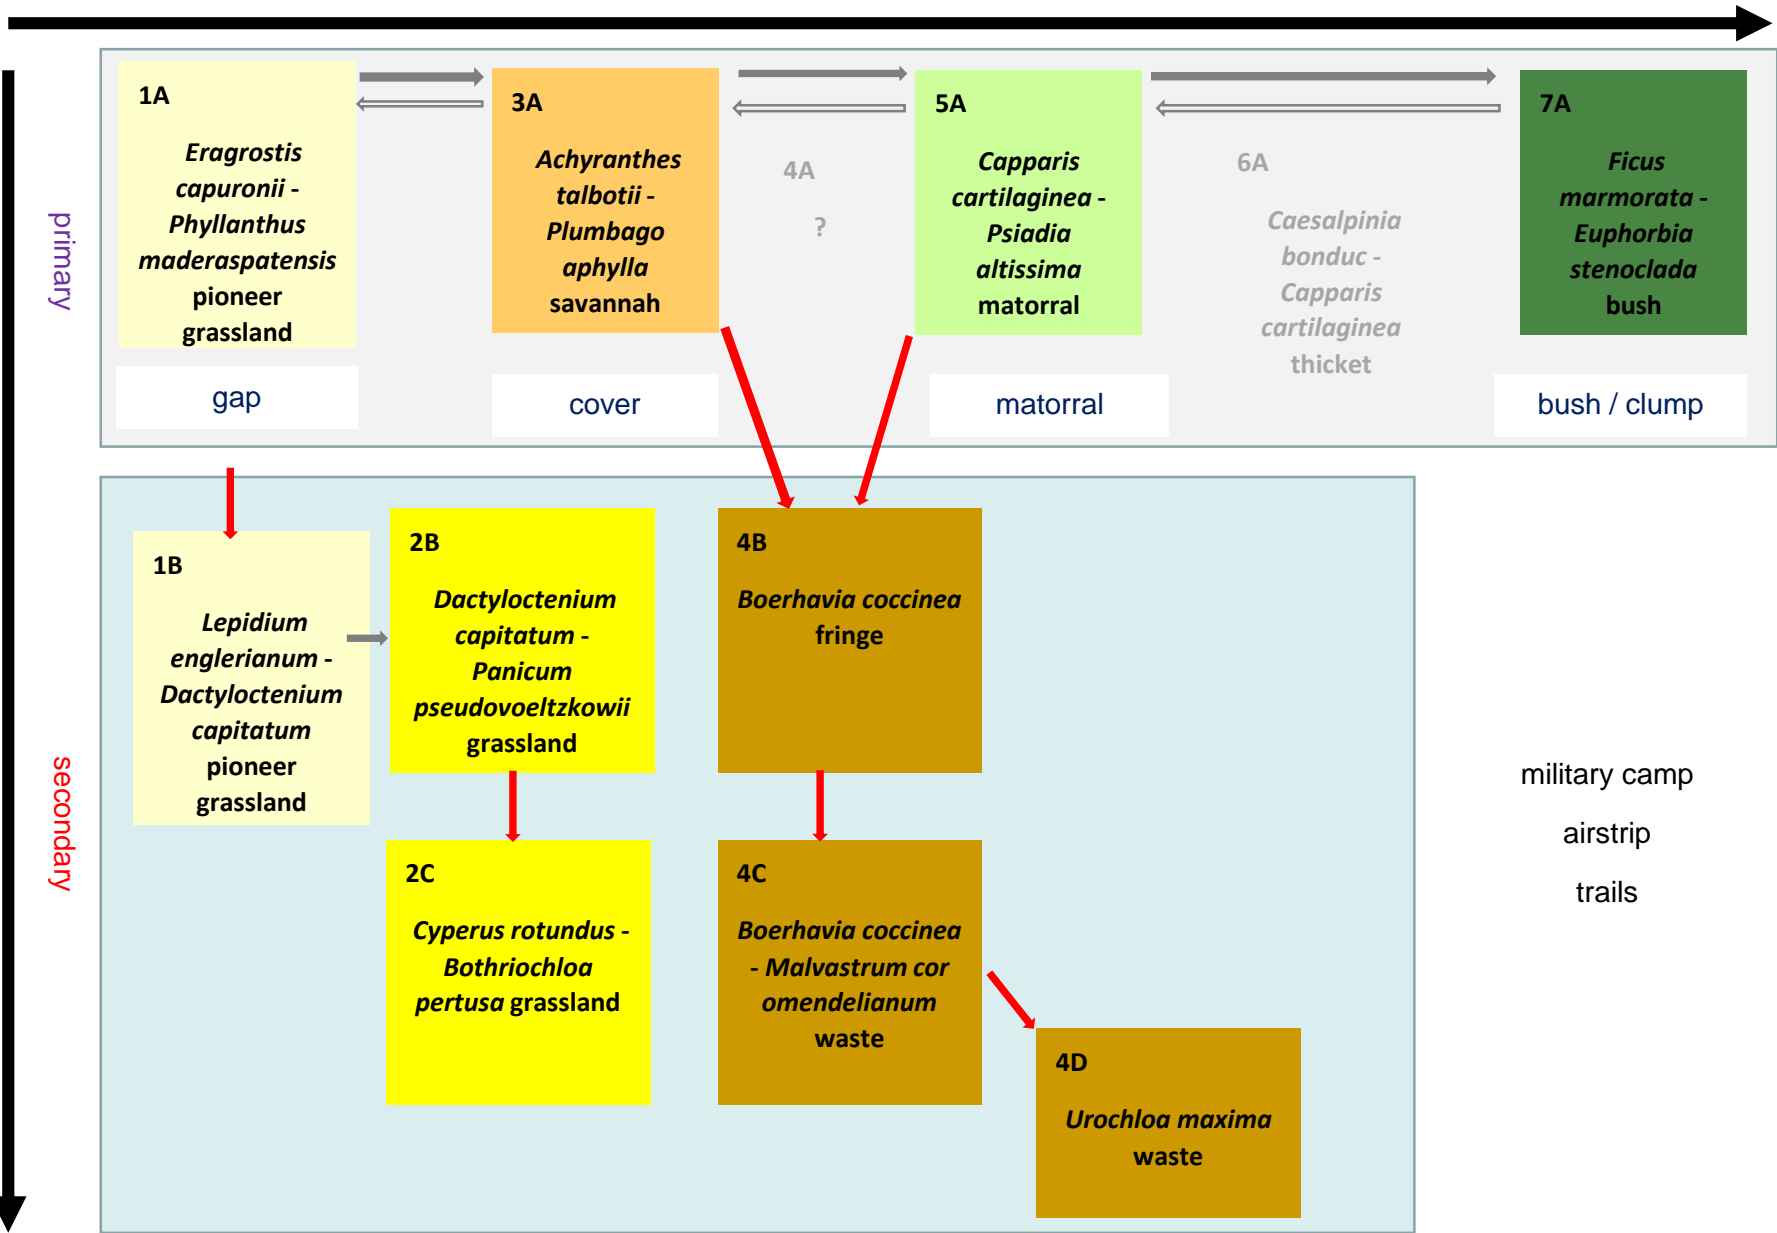 primary
1A
Eragrostis
capuronii -
Phyllanthus
maderaspatensis
pioneer
grassland
gap
3A
Achyranthes
talbotii -
Plumbago
aphylla
savannah
cover
4A
?
5A
Capparis
cartilaginea -
Psiadia
altissima
matorral
matorral
6A
Caesalpinia
bonduc -
Capparis
cartilaginea
thicket
7A
Ficus
marmorata -
Euphorbia
stenoclada
bush
bush / clump
secondary
1B
Lepidium
englerianum -
Dactyloctenium
capitatum
pioneer
grassland
2B
Dactyloctenium
capitatum -
Panicum
pseudovoeltzkowii
grassland
4B
Boerhavia coccinea
fringe
2C
Cyperus rotundus -
Bothriochloa
pertusa grassland
4C
Boerhavia coccinea
- Malvastrum cor
omendelianum
waste
4D
Urochloa maxima
waste
military camp
airstrip
trails